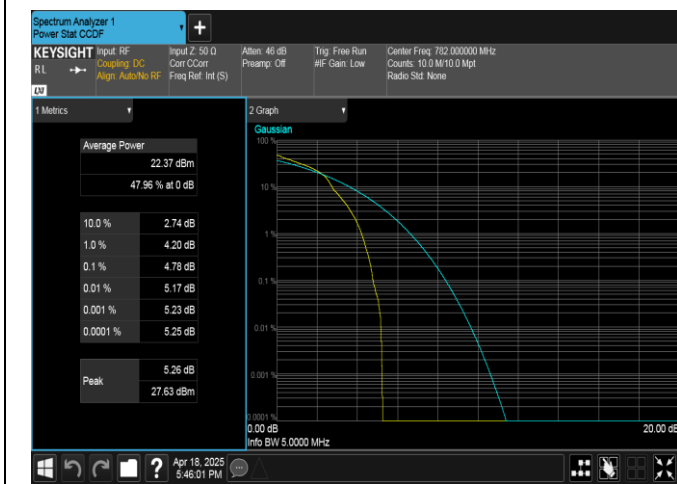 Spectrum Analyzer 1
Power Stat CCDF
+
KEYSIGHT
RL
LXI
Input: RF
Coupling: DC
Align: Auto/No RF
Input Z: 50 Ω
Corr CCorr
Freq Ref: Int (S)
Atten: 46 dB
Preamp: Off
Trig: Free Run
#IF Gain: Low
Center Freq: 782.000000 MHz
Counts: 10.0 M/10.0 Mpt
Radio Std: None
1 Metrics
Average Power
22.37 dBm
47.96 % at 0 dB
10.0 % 2.74 dB
1.0 % 4.20 dB
0.1 % 4.78 dB
0.01 % 5.17 dB
0.001 % 5.23 dB
0.0001 % 5.25 dB
Peak
5.26 dB
27.63 dBm
2 Graph
Gaussian
100 %
10 %
1 %
0.1 %
0.01 %
0.001 %
0.0001 %
0.00 dB 20.00 dB
Info BW 5.0000 MHz
?
Apr 18, 2025
5:46:01 PM